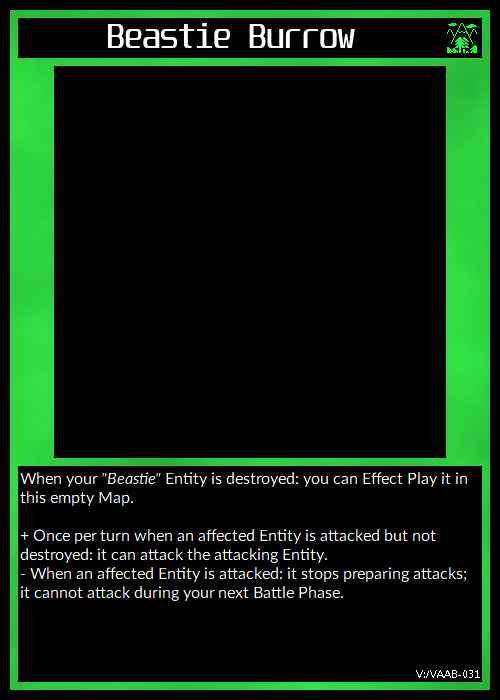 Beastie Burrow
When your "Beastie" Entity is destroyed: you can Effect Play it in
this empty Map.
+ Once per turn when an affected Entity is attacked but not
destroyed: it can attack the attacking Entity.
- When an affected Entity is attacked: it stops preparing attacks;
it cannot attack during your next Battle Phase.
V:/VAAB-031